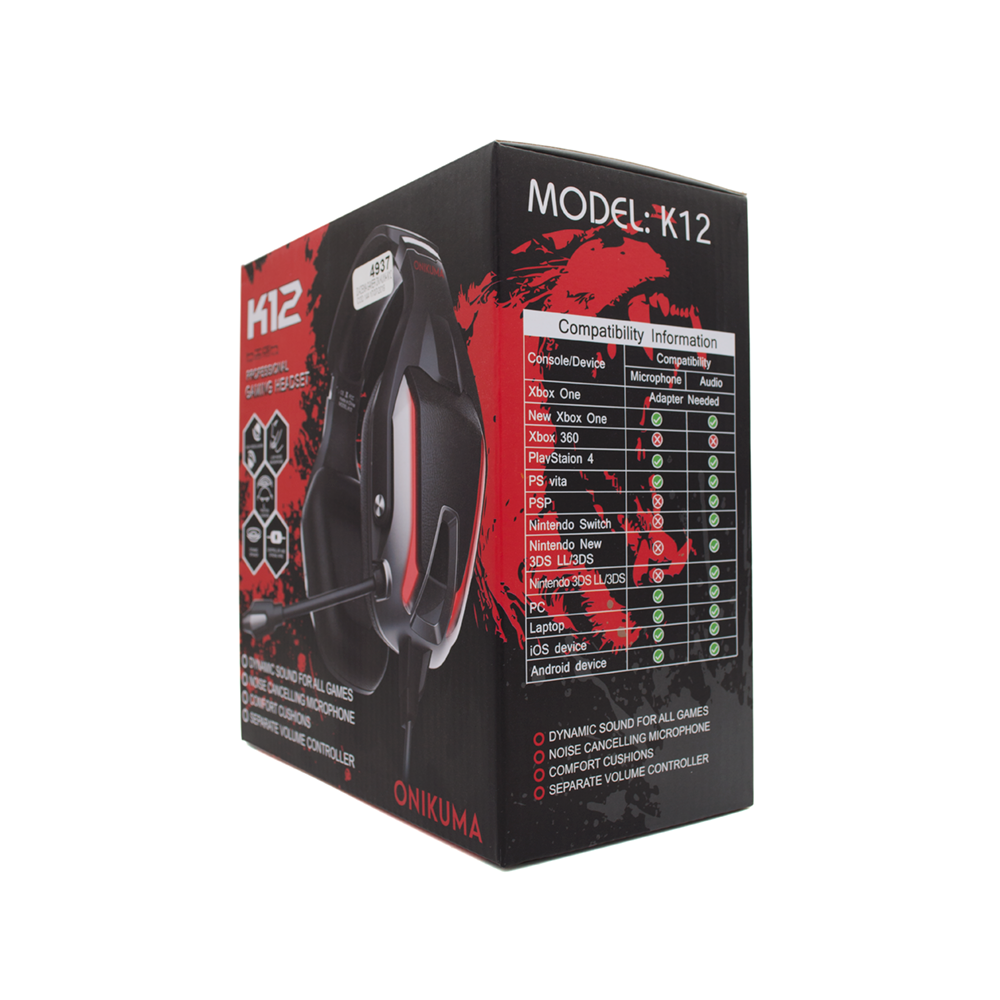 K12
PROFESSIONAL
GAMING HEADSET
4937
ONIKUMA
DYNAMIC SOUND FOR ALL GAMES
NOISE CANCELLING MICROPHONE
COMFORT CUSHIONS
SEPARATE VOLUME CONTROLLER
ONIKUMA
MODEL: K12
Compatibility Information
Console/Device Compatibility
Microphone Audio
Xbox One Adapter Needed
New Xbox One
Xbox 360
PlayStaion 4
PS vita
PSP
Nintendo Switch
Nintendo New
3DS LL/3DS
Nintendo 3DS LL/3DS
PC
Laptop
iOS device
Android device
DYNAMIC SOUND FOR ALL GAMES
NOISE CANCELLING MICROPHONE
COMFORT CUSHIONS
SEPARATE VOLUME CONTROLLER